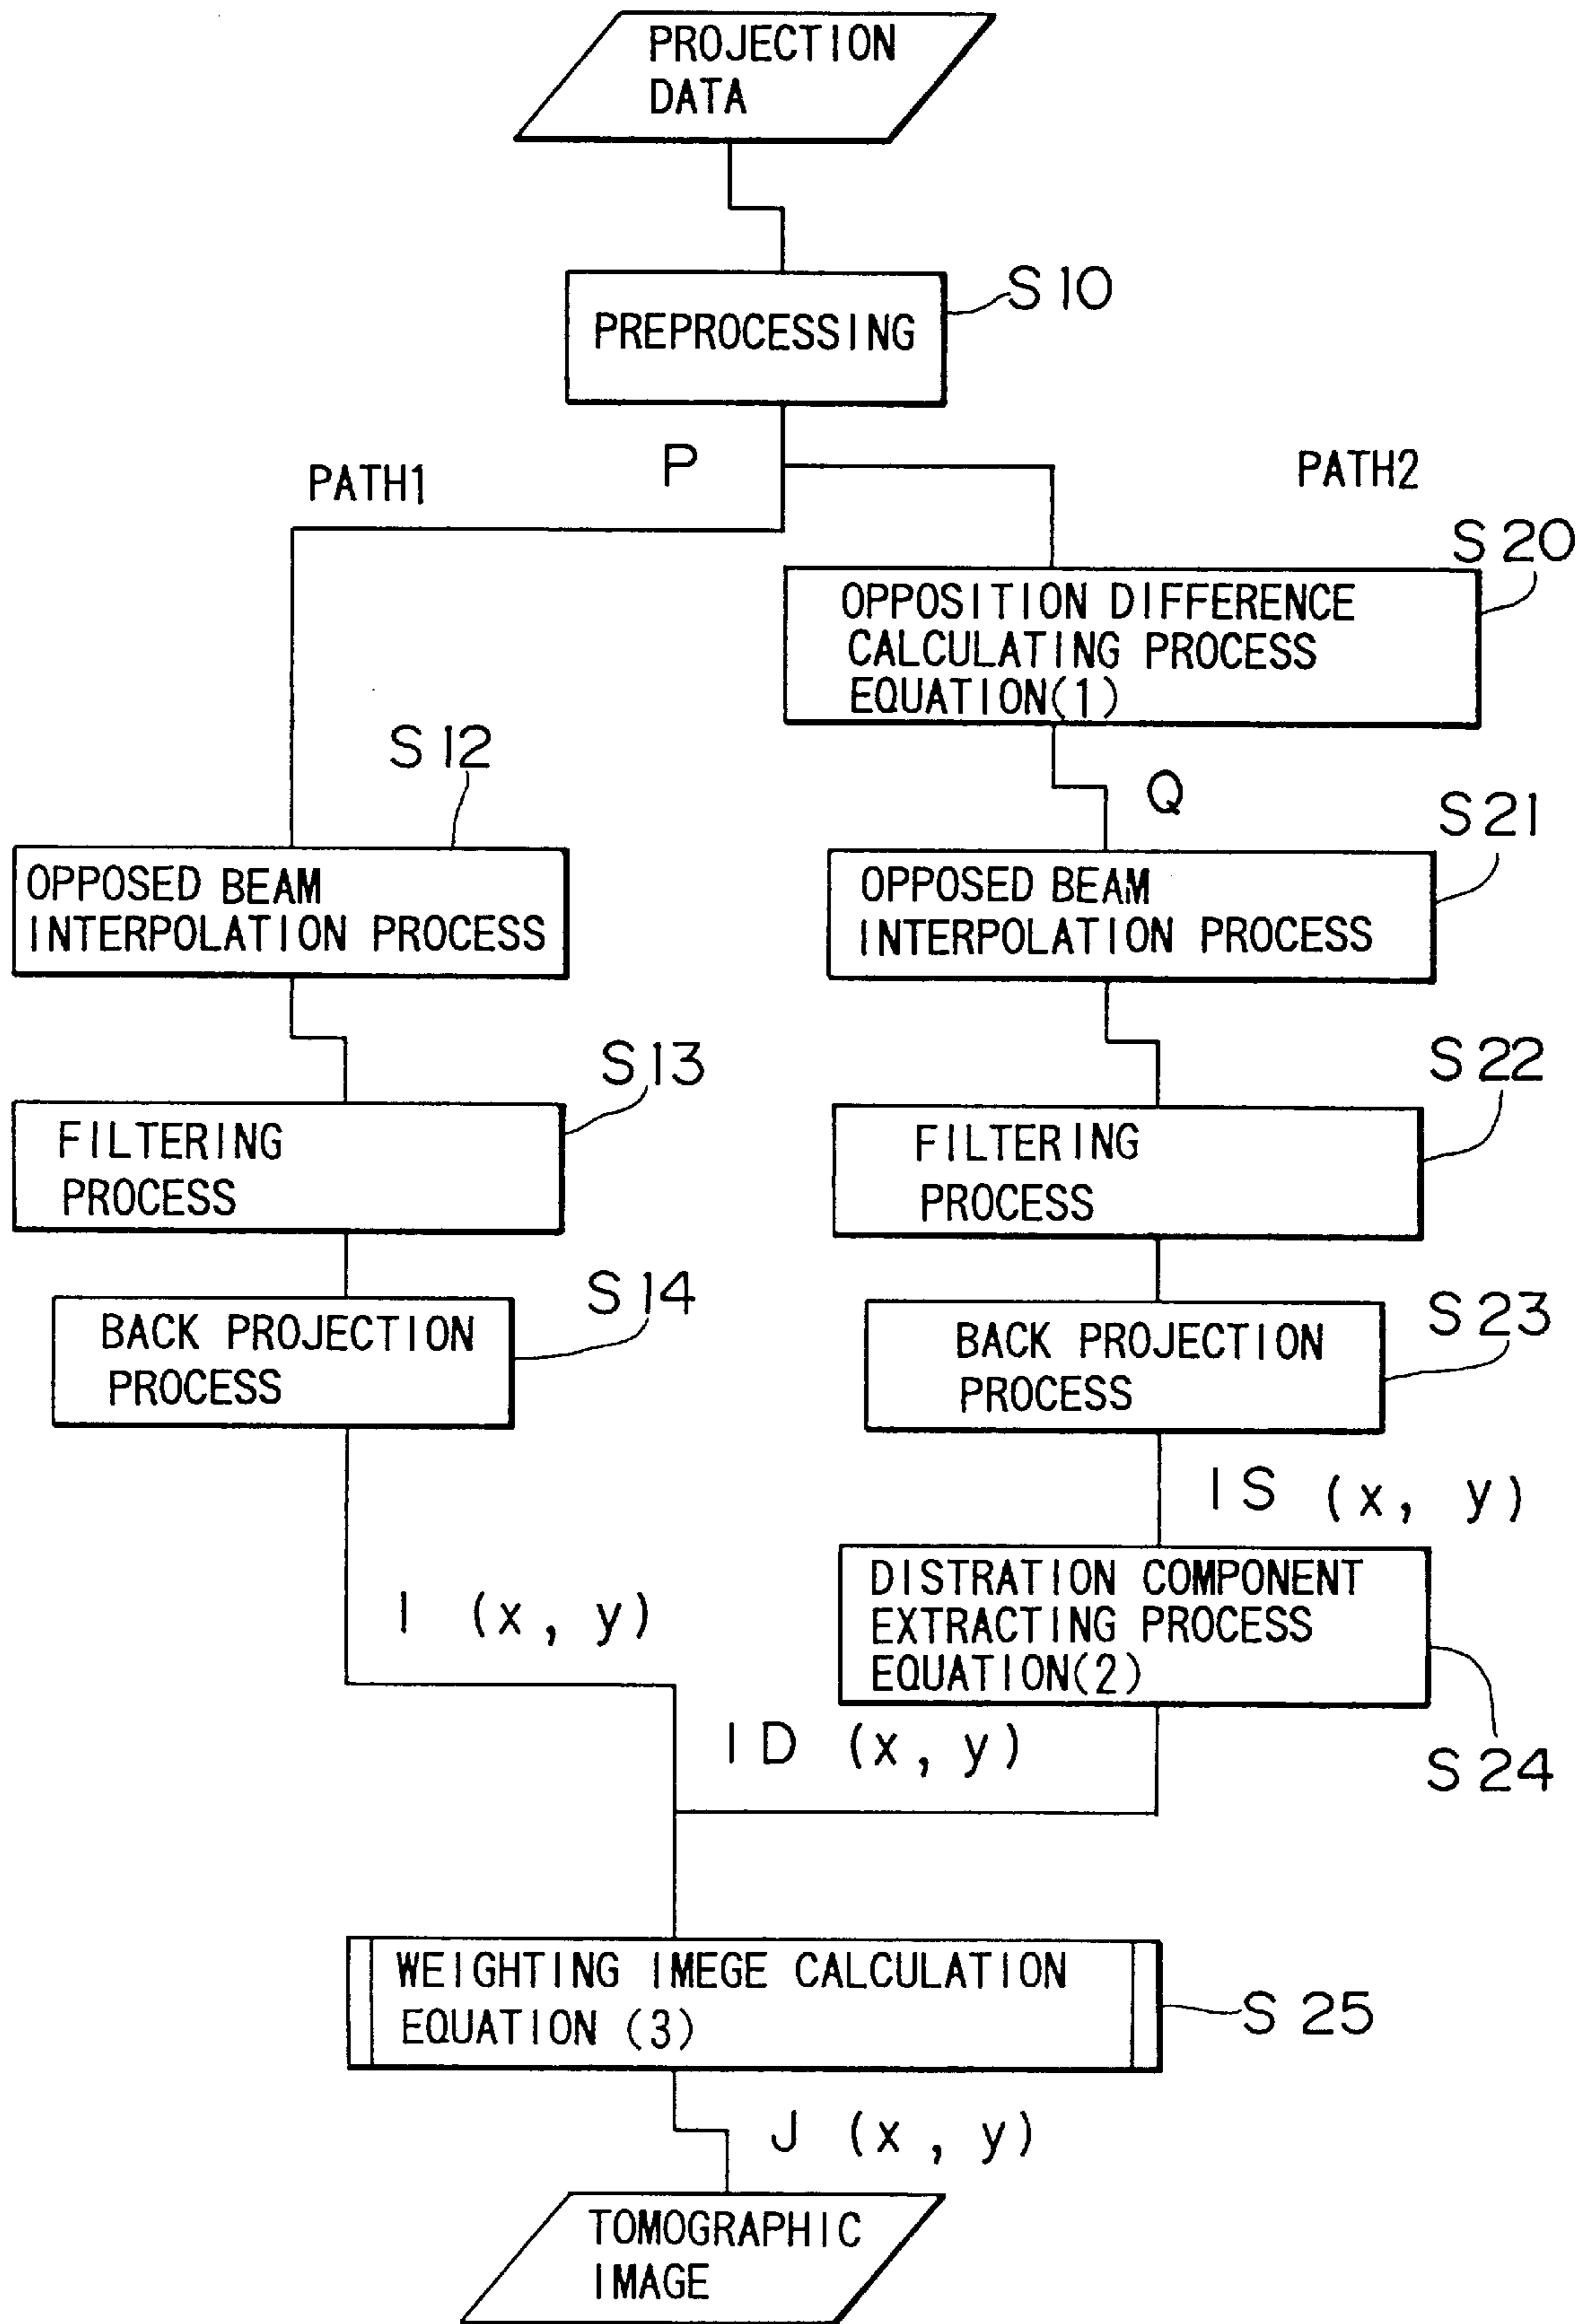 PROJECTION
DATA
PREPROCESSING
S10
P
PATH1
PATH2
S20
OPPOSITION DIFFERENCE
CALCULATING PROCESS
EQUATION(1)
S12
Q
S21
OPPOSED BEAM
INTERPOLATION PROCESS
OPPOSED BEAM
INTERPOLATION PROCESS
S13
S22
FILTERING
PROCESS
FILTERING
PROCESS
S14
S23
BACK PROJECTION
PROCESS
BACK PROJECTION
PROCESS
IS (x, y)
I (x, y)
DISTRATION COMPONENT
EXTRACTING PROCESS
EQUATION(2)
ID (x, y)
S24
WEIGHTING IMEGE CALCULATION
EQUATION (3)
S25
J (x, y)
TOMOGRAPHIC
IMAGE